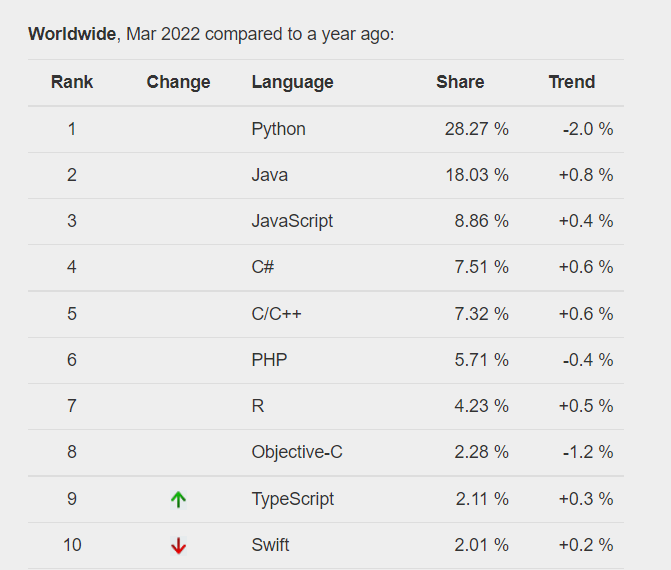 Worldwide, Mar 2022 compared to a year ago:
Rank Change Language Share Trend
1 Python 28.27 % -2.0 %
2 Java 18.03 % +0.8 %
3 JavaScript 8.86 % +0.4 %
4 C# 7.51 % +0.6 %
5 C/C++ 7.32 % +0.6 %
6 PHP 5.71 % -0.4 %
7 R 4.23 % +0.5 %
8 Objective-C 2.28 % -1.2 %
9 ↑ TypeScript 2.11 % +0.3 %
10 ↓ Swift 2.01 % +0.2 %